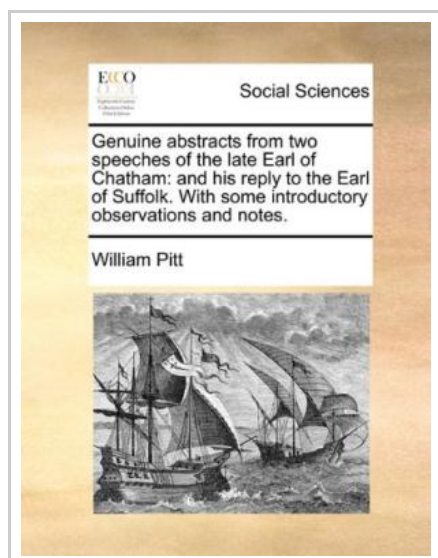 ECCO
Social Sciences
Genuine abstracts from two
speeches of the late Earl of
Chatham: and his reply to the Earl
of Suffolk. With some introductory
observations and notes.
William Pitt